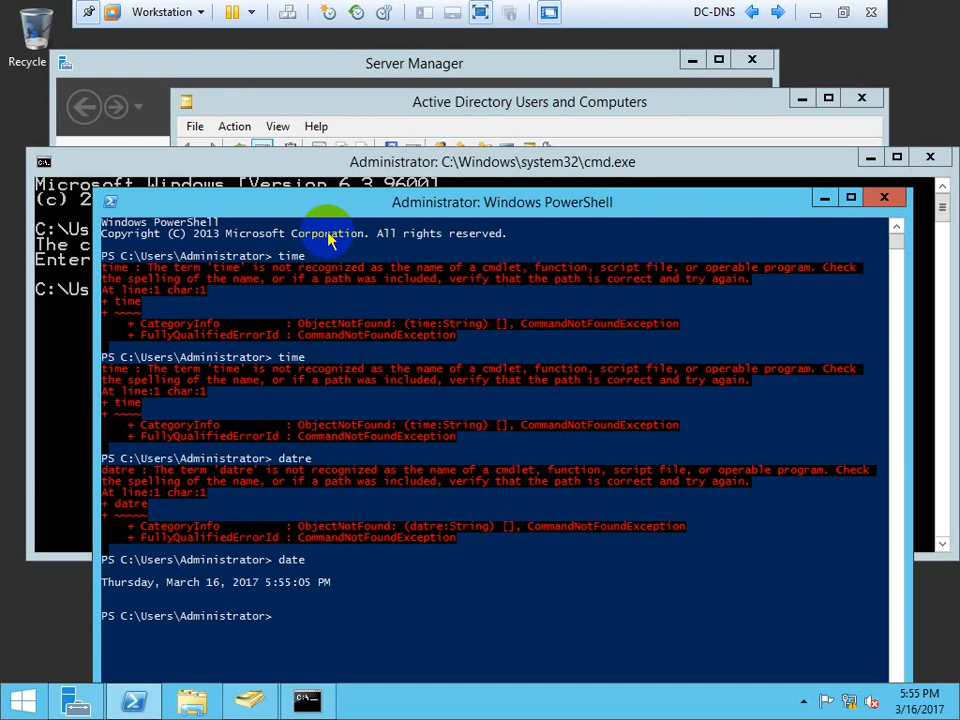 Workstation
DC-DNS
Recycle
Server Manager
Active Directory Users and Computers
File Action View Help
Administrator: C:\Windows\system32\cmd.exe
Microsoft Windows [Version 6.3.9600]
(c) 2
C:\Us
The c
Enter
C:\Us
Administrator: Windows PowerShell
Windows PowerShell
Copyright (C) 2013 Microsoft Corporation. All rights reserved.
PS C:\Users\Administrator> time
time : The term 'time' is not recognized as the name of a cmdlet, function, script file, or operable program. Check
the spelling of the name, or if a path was included, verify that the path is correct and try again.
At line:1 char:1
+ time
+ ~~~~
+ CategoryInfo : ObjectNotFound: (time:String) [], CommandNotFoundException
+ FullyQualifiedErrorId : CommandNotFoundException
PS C:\Users\Administrator> time
time : The term 'time' is not recognized as the name of a cmdlet, function, script file, or operable program. Check
the spelling of the name, or if a path was included, verify that the path is correct and try again.
At line:1 char:1
+ time
+ ~~~~
+ CategoryInfo : ObjectNotFound: (time:String) [], CommandNotFoundException
+ FullyQualifiedErrorId : CommandNotFoundException
PS C:\Users\Administrator> datre
datre : The term 'datre' is not recognized as the name of a cmdlet, function, script file, or operable program. Check
the spelling of the name, or if a path was included, verify that the path is correct and try again.
At line:1 char:1
+ datre
+ ~~~~~
+ CategoryInfo : ObjectNotFound: (datre:String) [], CommandNotFoundException
+ FullyQualifiedErrorId : CommandNotFoundException
PS C:\Users\Administrator> date
Thursday, March 16, 2017 5:55:05 PM
PS C:\Users\Administrator>
5:55 PM
3/16/2017